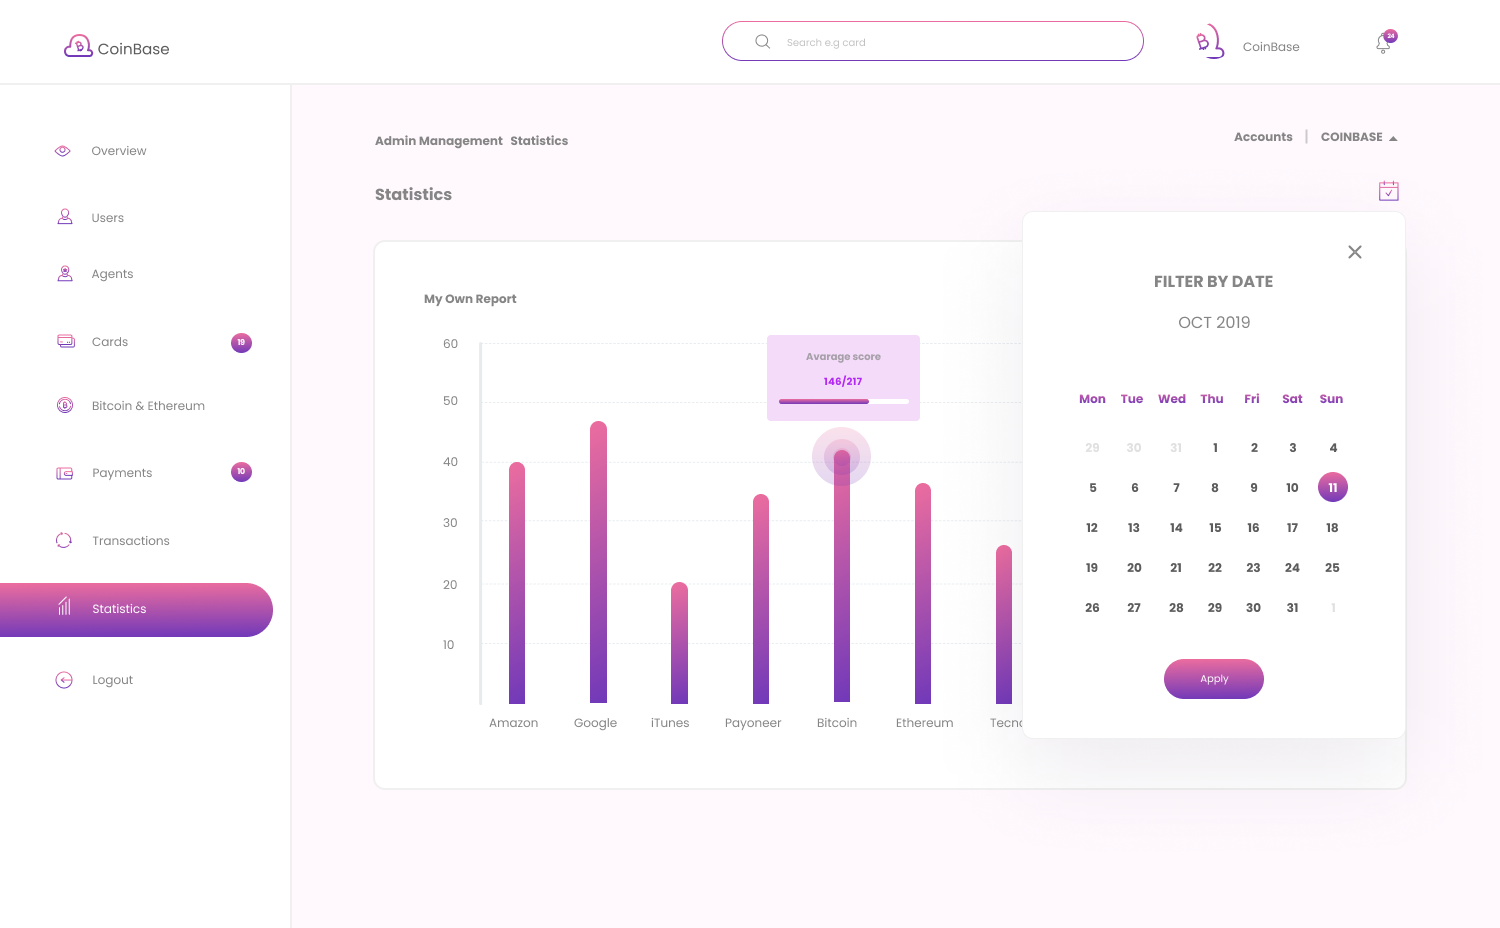 CoinBase
Search e.g card
CoinBase
24
Overview
Users
Agents
Cards 19
Bitcoin & Ethereum
Payments 10
Transactions
Statistics
Logout
Admin Management Statistics
Accounts | COINBASE
Statistics
My Own Report
60
50
40
30
20
10
Avarage score
146/217
Amazon Google iTunes Payoneer Bitcoin Ethereum
FILTER BY DATE
OCT 2019
Mon Tue Wed Thu Fri Sat Sun
29 30 31 1 2 3 4
5 6 7 8 9 10 11
12 13 14 15 16 17 18
19 20 21 22 23 24 25
26 27 28 29 30 31 1
Apply